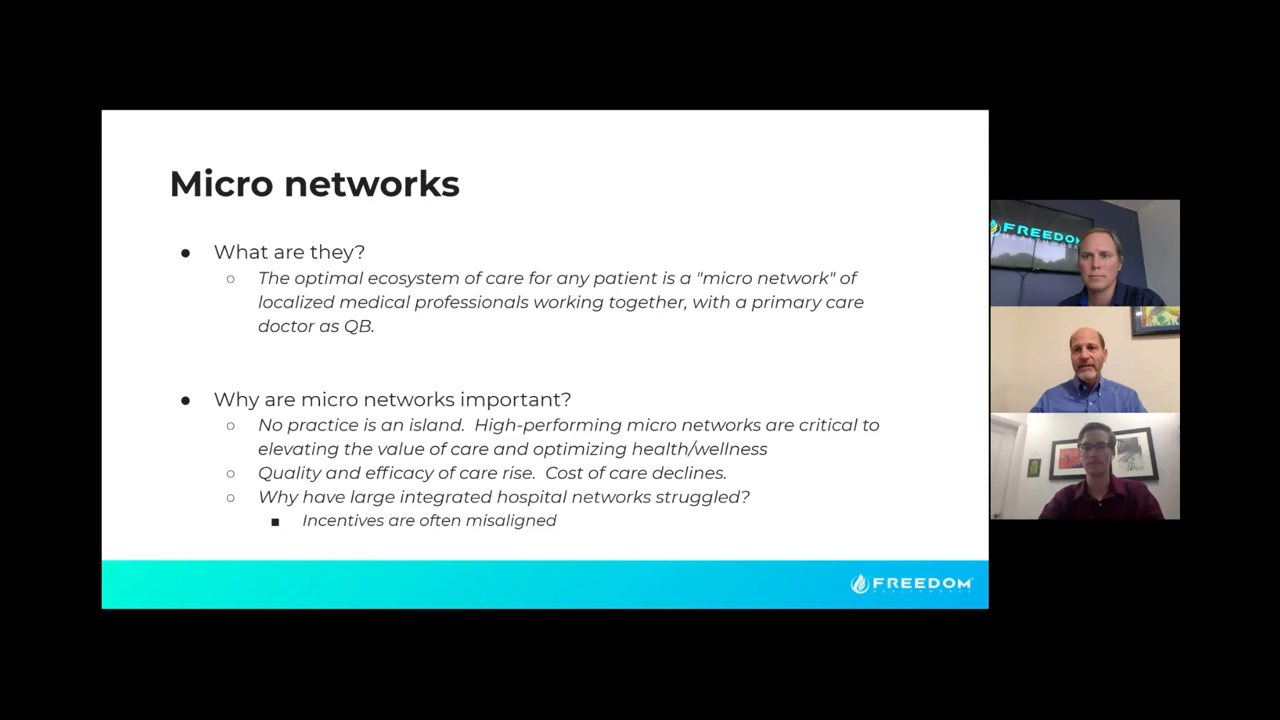 Micro networks
● What are they?
○ The optimal ecosystem of care for any patient is a "micro network" of
localized medical professionals working together, with a primary care
doctor as QB.
● Why are micro networks important?
○ No practice is an island. High-performing micro networks are critical to
elevating the value of care and optimizing health/wellness
○ Quality and efficacy of care rise. Cost of care declines.
○ Why have large integrated hospital networks struggled?
■ Incentives are often misaligned
FREEDOM
HEALTHWORKS
FREEDOM